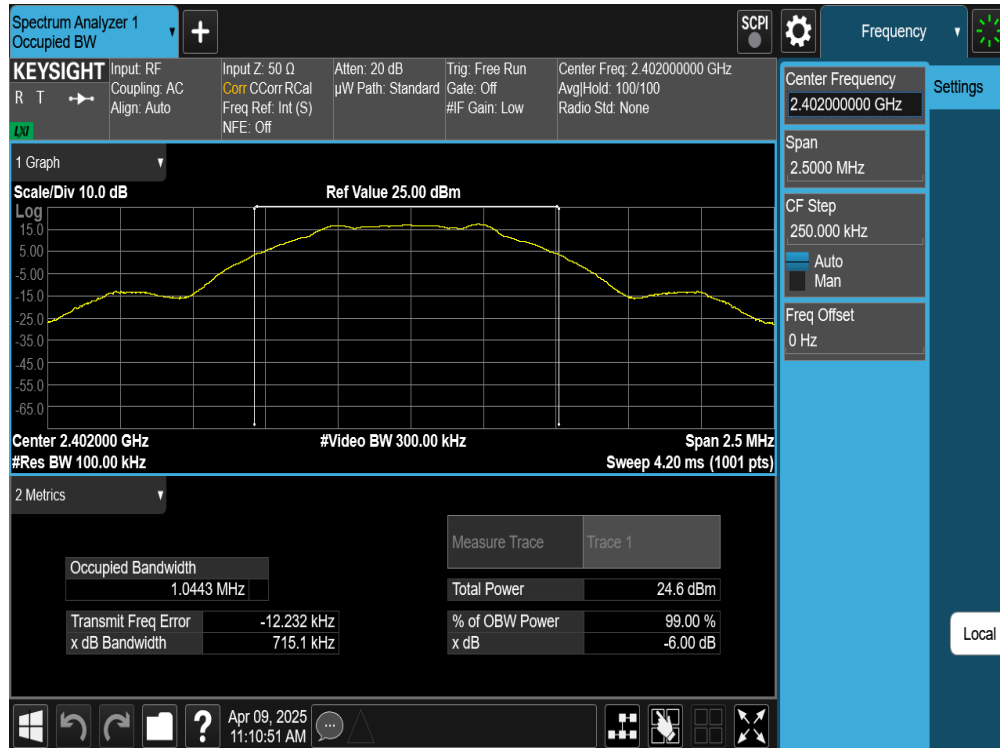 Spectrum Analyzer 1
Occupied BW
+
SCPI
Frequency
KEYSIGHT
R T
LXI
Input: RF
Coupling: AC
Align: Auto
Input Z: 50 Ω
Corr CCorr RCal
Freq Ref: Int (S)
NFE: Off
Atten: 20 dB
µW Path: Standard
Trig: Free Run
Gate: Off
#IF Gain: Low
Center Freq: 2.402000000 GHz
Avg|Hold: 100/100
Radio Std: None
Center Frequency
2.402000000 GHz
Settings
Span
2.5000 MHz
CF Step
250.000 kHz
Auto
Man
Freq Offset
0 Hz
Local
1 Graph
Scale/Div 10.0 dB
Ref Value 25.00 dBm
Log
15.0
5.00
-5.00
-15.0
-25.0
-35.0
-45.0
-55.0
-65.0
Center 2.402000 GHz
#Video BW 300.00 kHz
Span 2.5 MHz
#Res BW 100.00 kHz
Sweep 4.20 ms (1001 pts)
2 Metrics
Measure Trace
Trace 1
Occupied Bandwidth
1.0443 MHz
Total Power
24.6 dBm
Transmit Freq Error
-12.232 kHz
% of OBW Power
99.00 %
x dB Bandwidth
715.1 kHz
x dB
-6.00 dB
?
Apr 09, 2025
11:10:51 AM